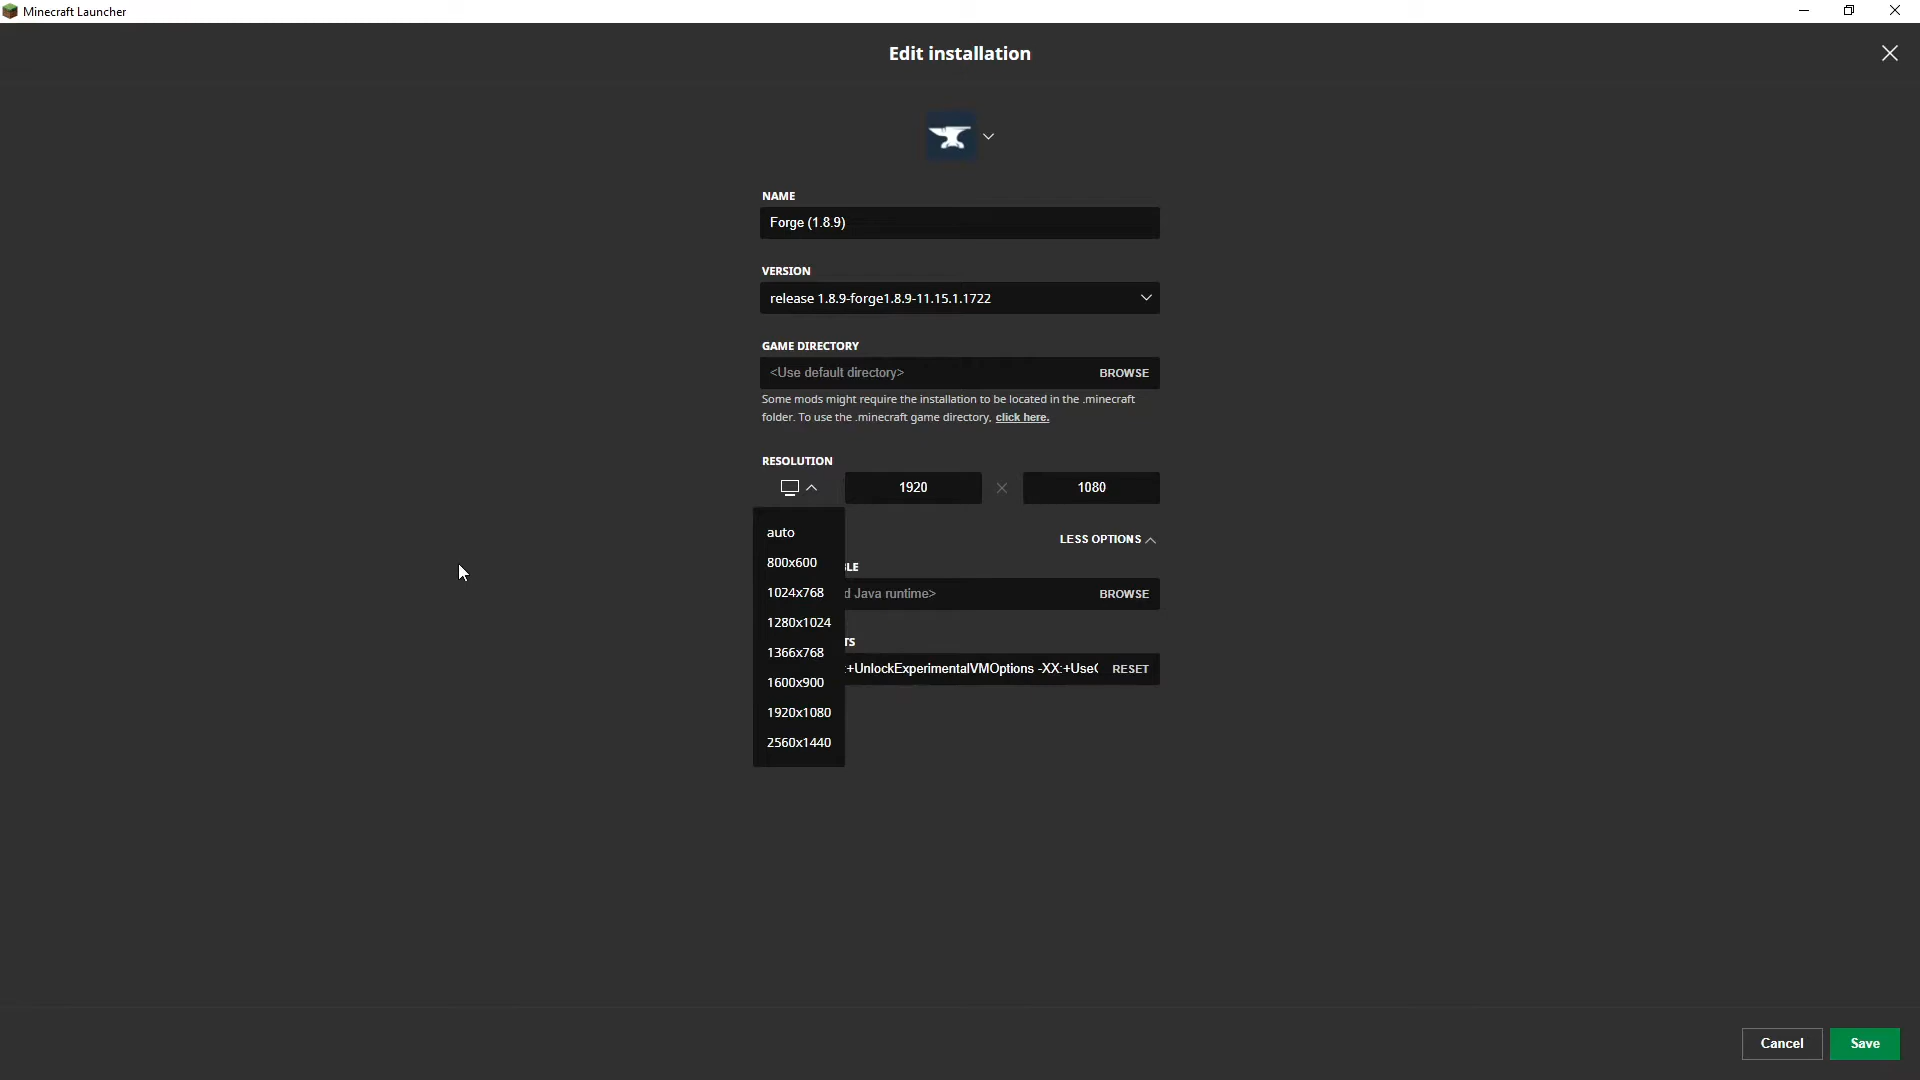 Minecraft Launcher
Edit installation
NAME
Forge (1.8.9)
VERSION
release 1.8.9-forge1.8.9-11.15.1.1722
GAME DIRECTORY
<Use default directory>
BROWSE
Some mods might require the installation to be located in the .minecraft
folder. To use the .minecraft game directory, click here.
RESOLUTION
1920
1080
auto
800x600
1024x768
1280x1024
1366x768
1600x900
1920x1080
2560x1440
LESS OPTIONS
BLE
d Java runtime>
BROWSE
TS
:+UnlockExperimentalVMOptions -XX:+Use
RESET
Cancel
Save